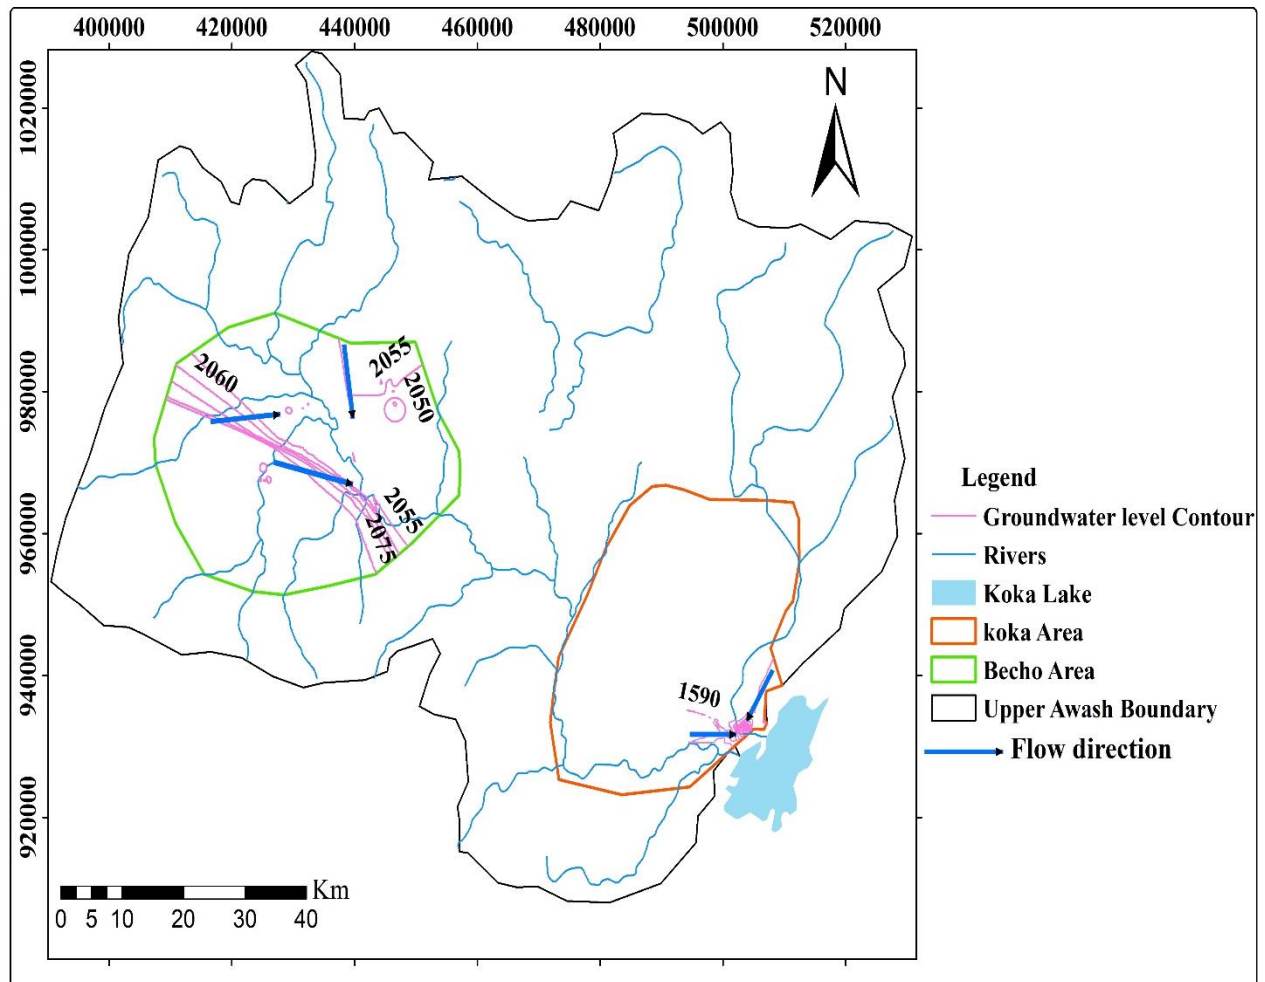 400000 420000 440000 460000 480000 500000 520000
1020000
1000000
980000
960000
940000
920000
N
2060
2055
2050
2055
2075
1590
Legend
Groundwater level Contour
Rivers
Koka Lake
koka Area
Becho Area
Upper Awash Boundary
Flow direction
Km
0 5 10 20 30 40